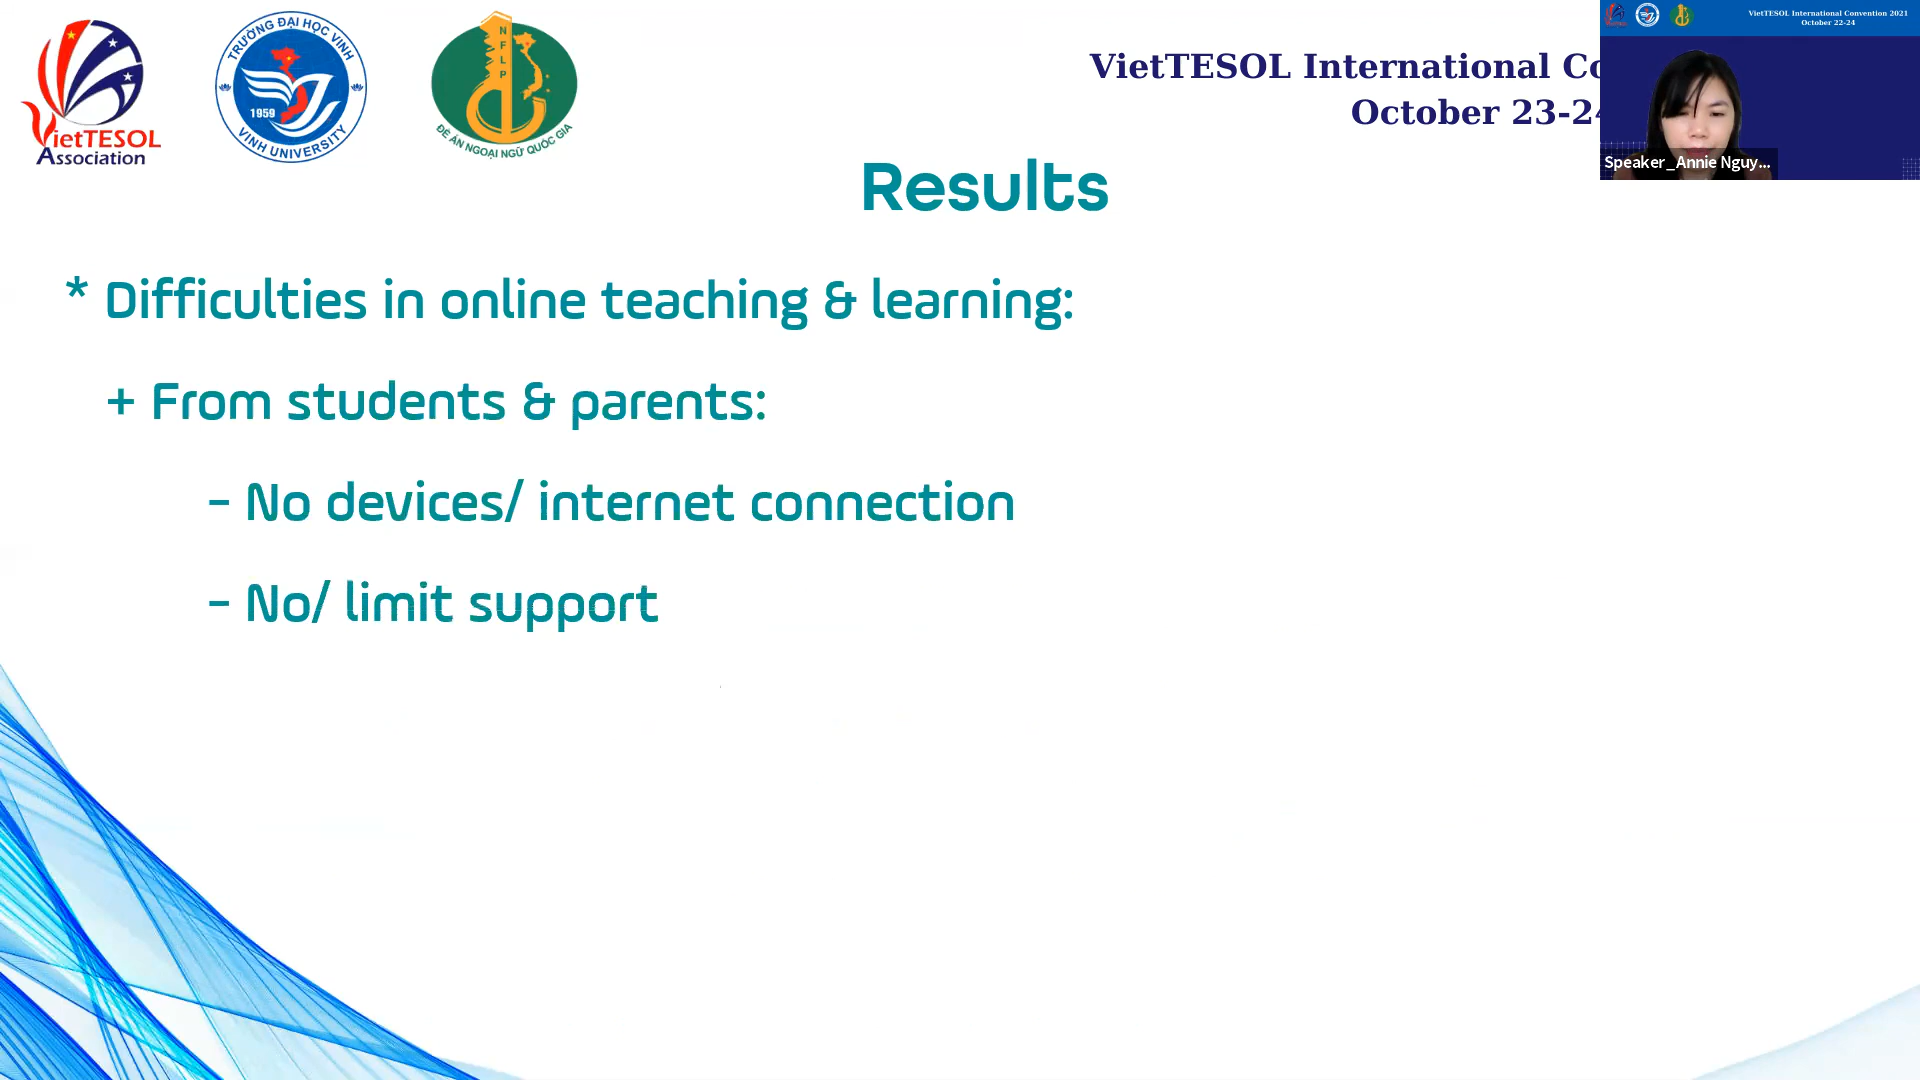 VietTESOL
Association
TRƯỜNG ĐẠI HỌC VINH
1959
VINH UNIVERSITY
NFLP
ĐỀ ÁN NGOẠI NGỮ QUỐC GIA
VietTESOL International Co
October 23-24
VietTESOL International Convention 2021
October 22-24
Speaker_Annie Nguy...
Results
* Difficulties in online teaching & learning:
+ From students & parents:
- No devices/ internet connection
- No/ limit support